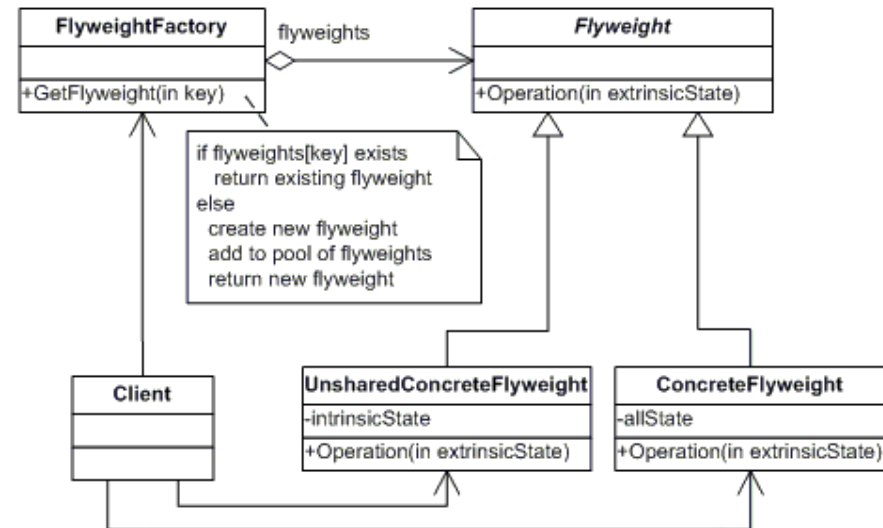 FlyweightFactory
+GetFlyweight(in key)
flyweights
Flyweight
+Operation(in extrinsicState)
if flyweights[key] exists
return existing flyweight
else
create new flyweight
add to pool of flyweights
return new flyweight
Client
UnsharedConcreteFlyweight
-intrinsicState
+Operation(in extrinsicState)
ConcreteFlyweight
-allState
+Operation(in extrinsicState)